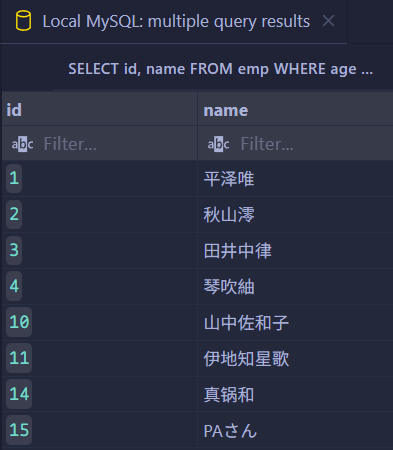 Local MySQL: multiple query results
SELECT id, name FROM emp WHERE age ...
id name
abc Filter... abc Filter...
1 平泽唯
2 秋山澪
3 田井中律
4 琴吹紬
10 山中佐和子
11 伊地知星歌
14 真锅和
15 PAさん